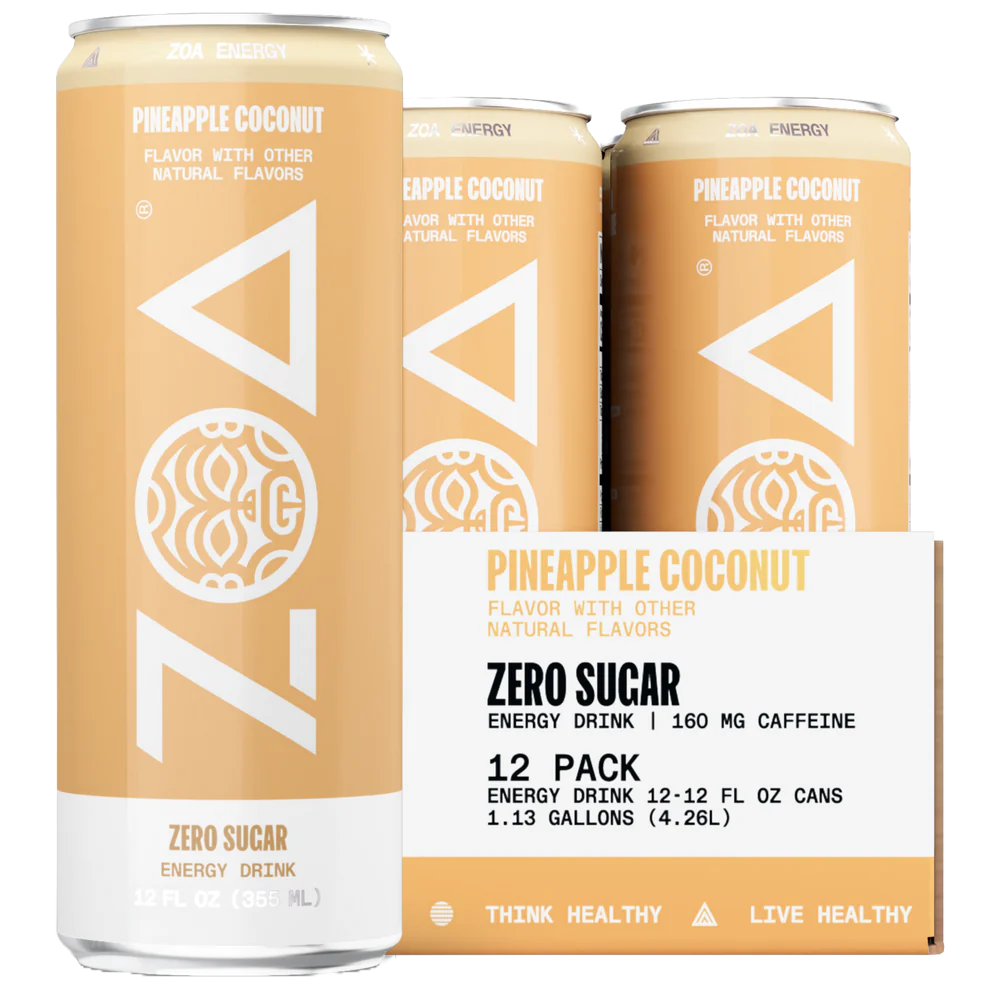 ZOA ENERGY
PINEAPPLE COCONUT
FLAVOR WITH OTHER
NATURAL FLAVORS
®
ZOA
ZERO SUGAR
ENERGY DRINK
12 FL OZ (355 ML)
ZOA ENERGY
EAPPLE COCONUT
AVOR WITH OTHER
ATURAL FLAVORS
ZOA ENERGY
PINEAPPLE COCONUT
FLAVOR WITH OTHER
NATURAL FLAVORS
®
PINEAPPLE COCONUT
FLAVOR WITH OTHER
NATURAL FLAVORS
ZERO SUGAR
ENERGY DRINK | 160 MG CAFFEINE
12 PACK
ENERGY DRINK 12-12 FL OZ CANS
1.13 GALLONS (4.26L)
THINK HEALTHY LIVE HEALTHY